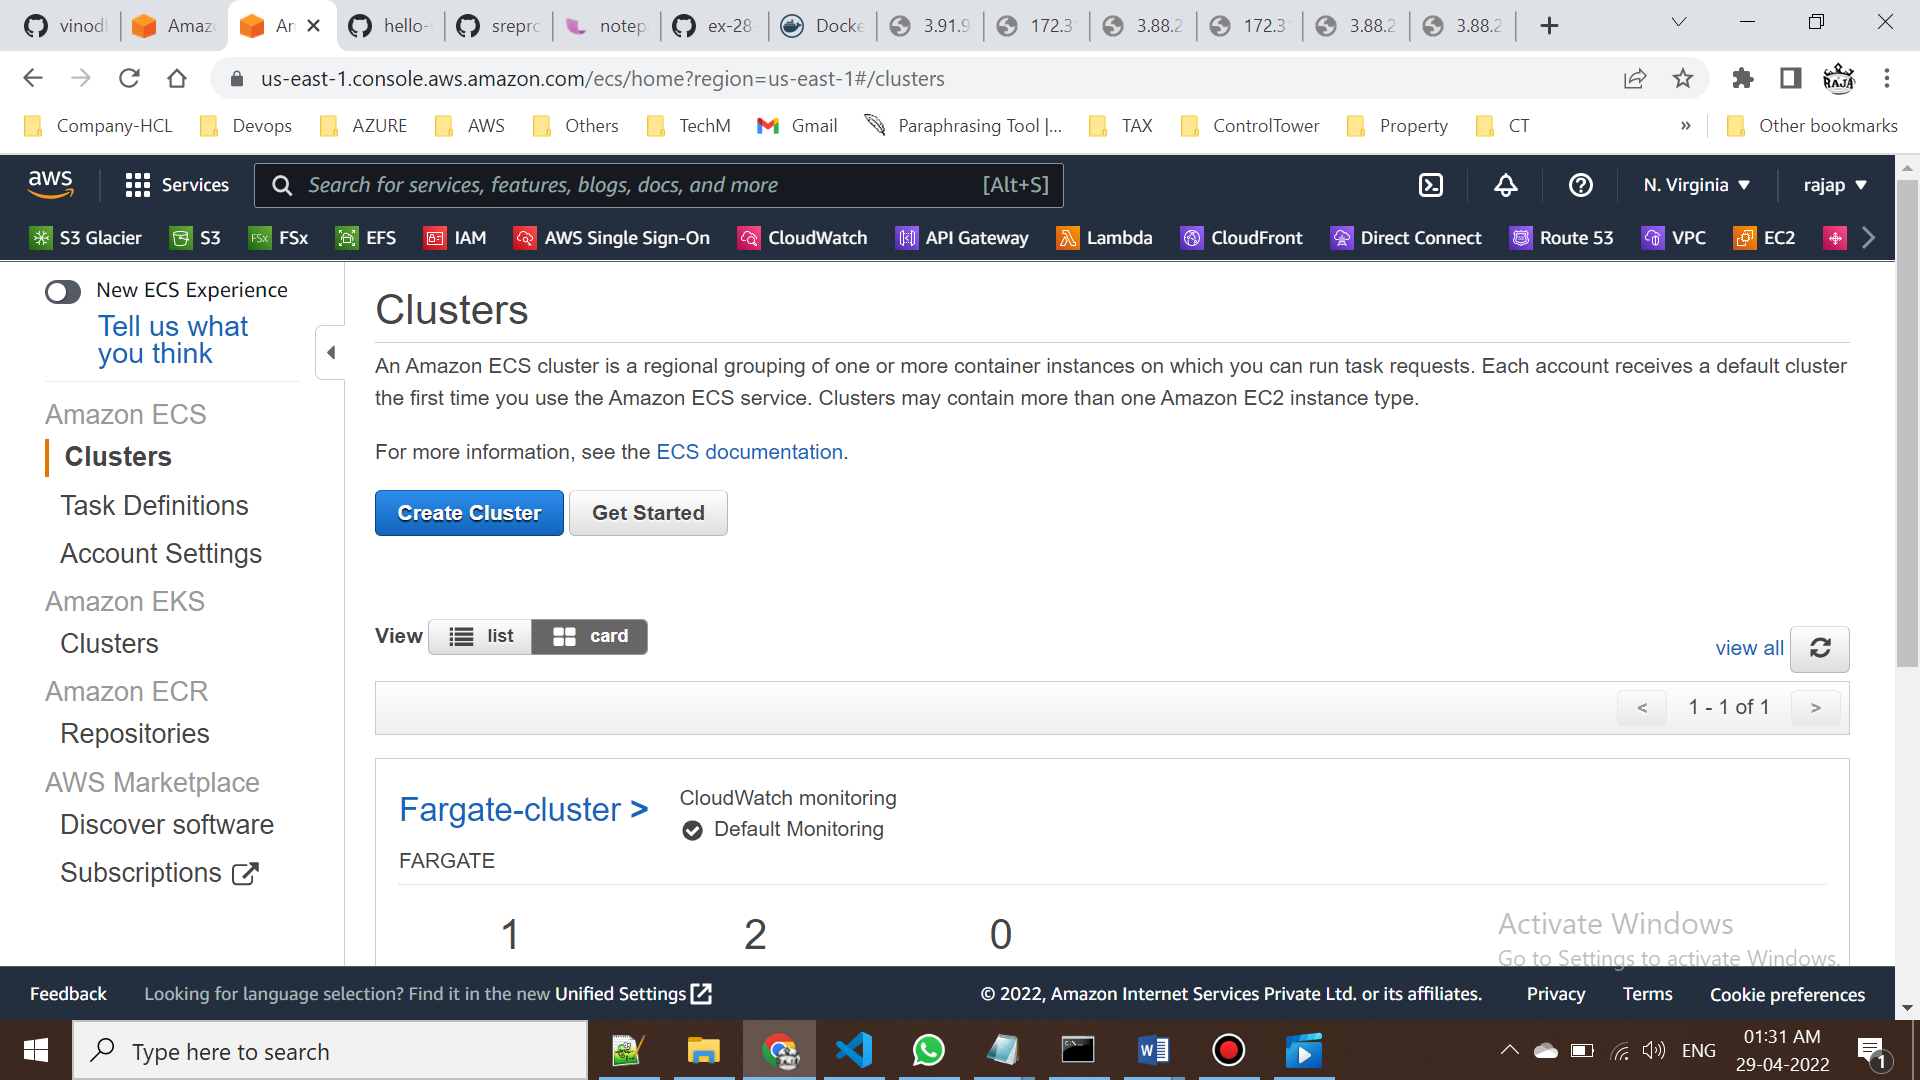 vinodh
Amaz
An
hello-
srepro
notep
ex-28
Docke
3.91.9
172.3
3.88.2
172.3
3.88.2
3.88.2
us-east-1.console.aws.amazon.com/ecs/home?region=us-east-1#/clusters
Company-HCL
Devops
AZURE
AWS
Others
TechM
Gmail
Paraphrasing Tool |...
TAX
ControlTower
Property
CT
»
Other bookmarks
aws
Services
Search for services, features, blogs, docs, and more
[Alt+S]
N. Virginia
rajap
S3 Glacier
S3
FSx
FSx
EFS
IAM
AWS Single Sign-On
CloudWatch
API Gateway
Lambda
CloudFront
Direct Connect
Route 53
VPC
EC2
New ECS Experience
Tell us what
you think
Amazon ECS
Clusters
Task Definitions
Account Settings
Amazon EKS
Clusters
Amazon ECR
Repositories
AWS Marketplace
Discover software
Subscriptions
Clusters
An Amazon ECS cluster is a regional grouping of one or more container instances on which you can run task requests. Each account receives a default cluster
the first time you use the Amazon ECS service. Clusters may contain more than one Amazon EC2 instance type.
For more information, see the ECS documentation.
Create Cluster
Get Started
View
list
card
view all
<
1 - 1 of 1
>
Fargate-cluster >
CloudWatch monitoring
Default Monitoring
FARGATE
1
2
0
Activate Windows
Go to Settings to activate Windows.
Feedback
Looking for language selection? Find it in the new Unified Settings
© 2022, Amazon Internet Services Private Ltd. or its affiliates.
Privacy
Terms
Cookie preferences
Type here to search
ENG
01:31 AM
29-04-2022
1